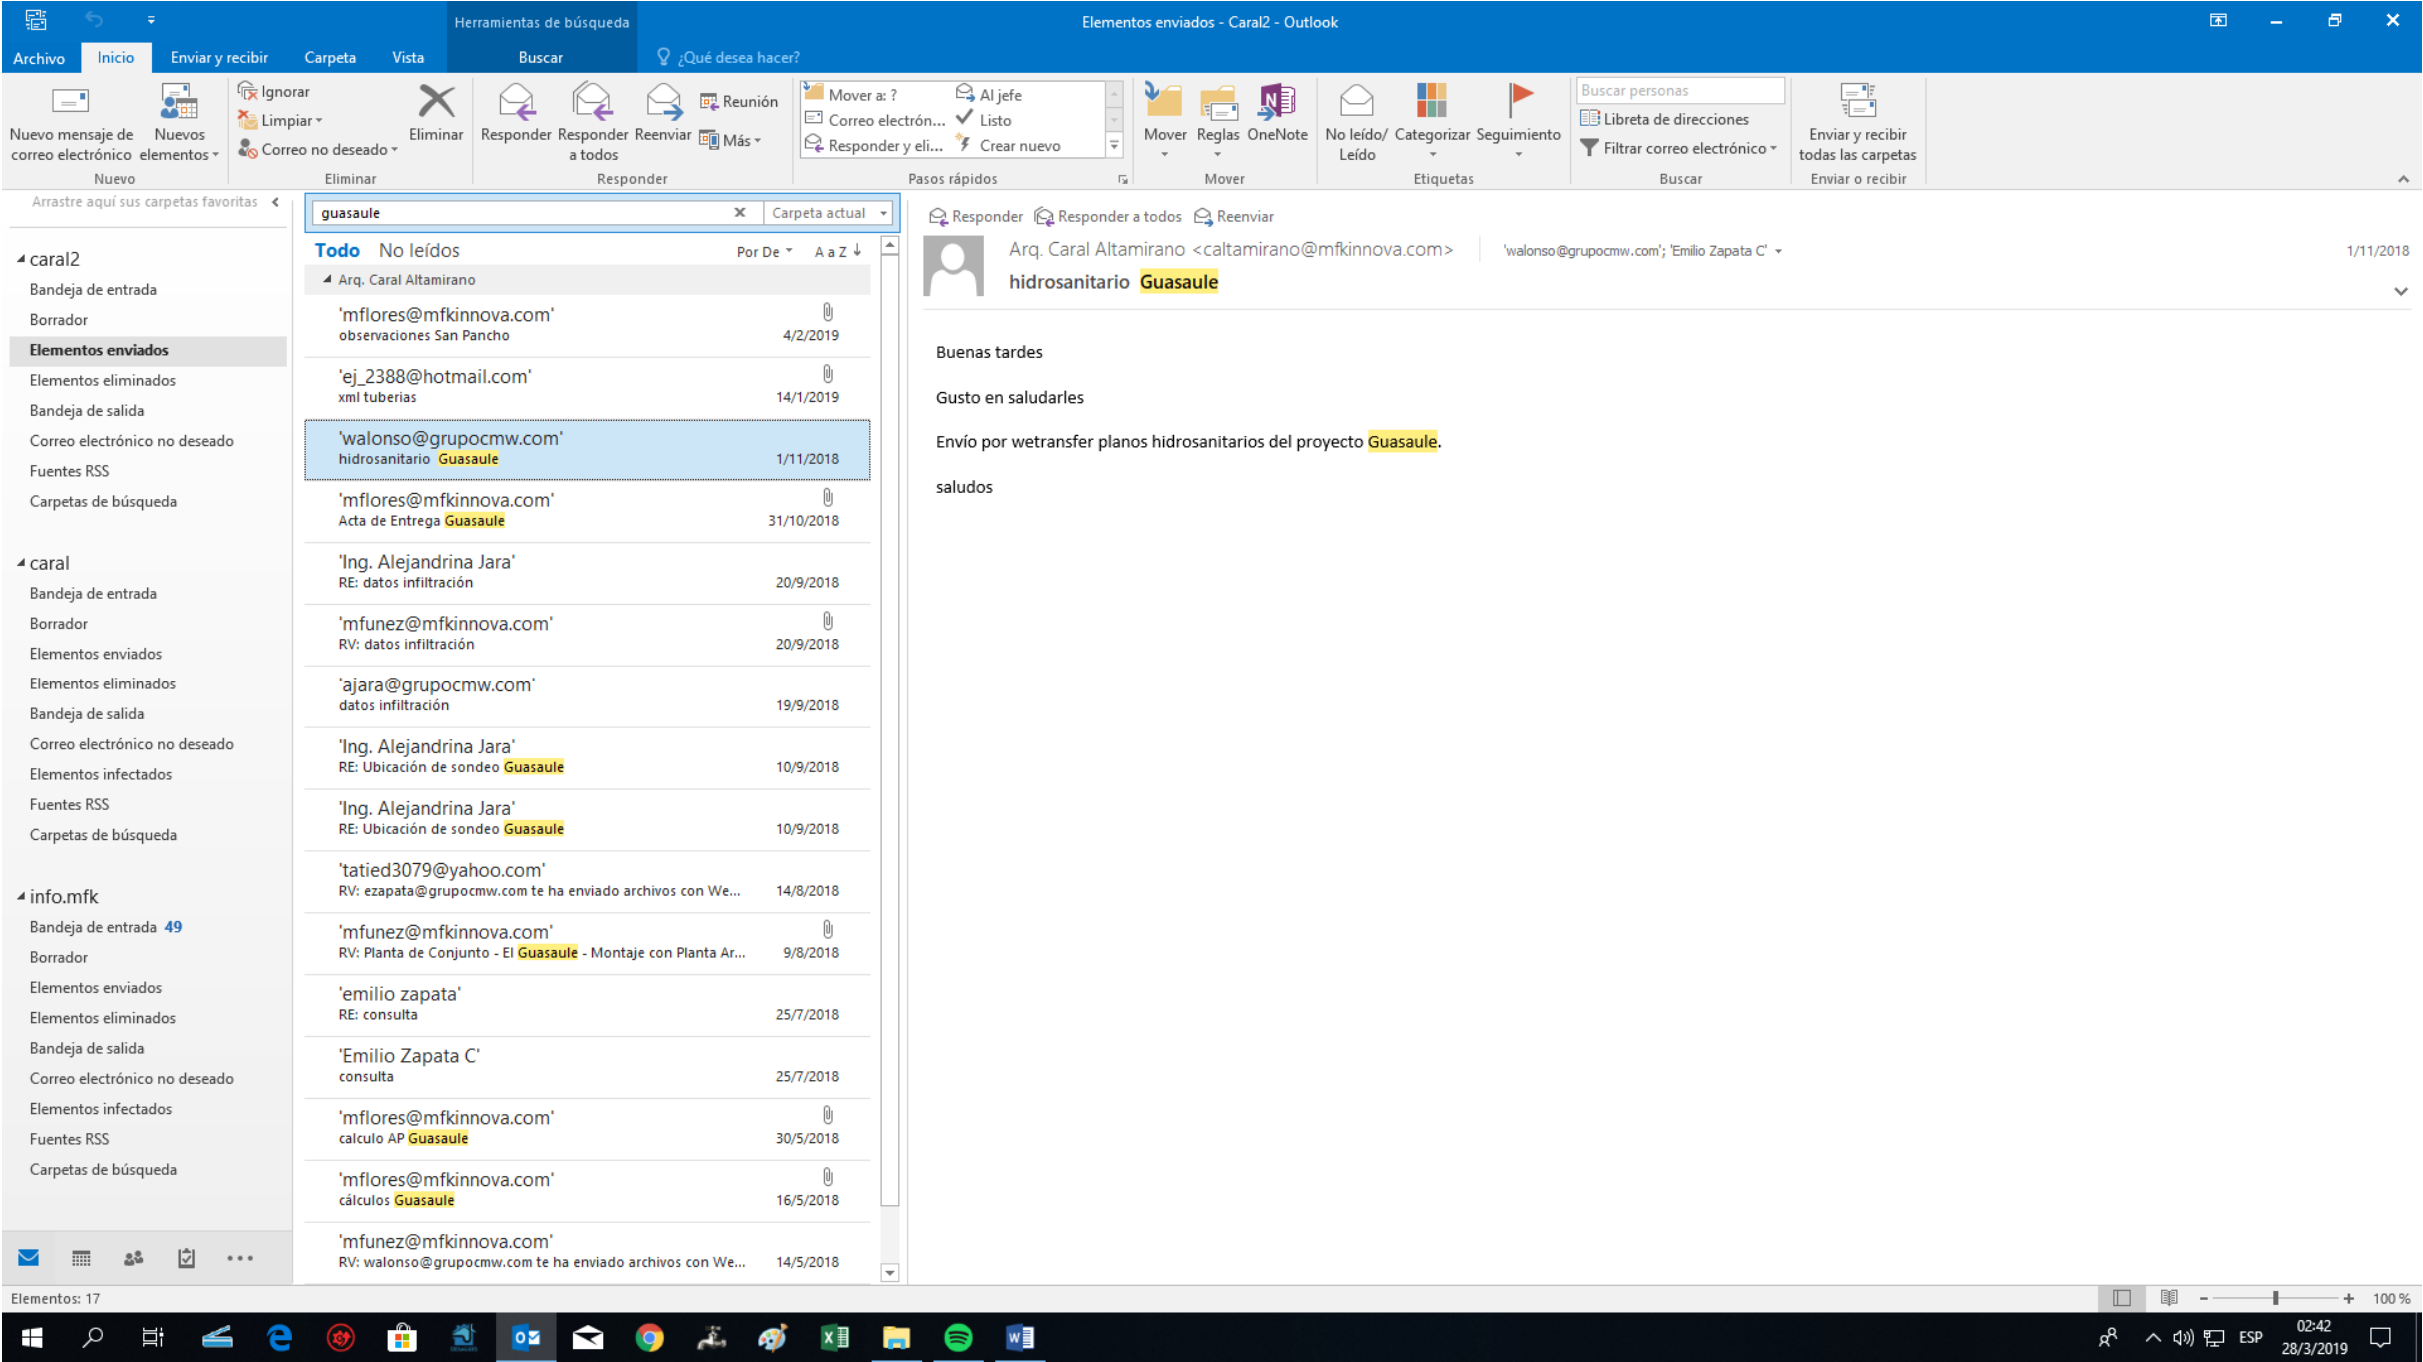 Herramientas de búsqueda
Elementos enviados - Caral2 - Outlook
Archivo Inicio Enviar y recibir Carpeta Vista Buscar ¿Qué desea hacer?
Nuevo mensaje de correo electrónico
Nuevos elementos
Nuevo
Ignorar
Limpiar
Correo no deseado
Eliminar
Eliminar
Responder
Responder a todos
Reenviar
Reunión
Más
Responder
Mover a: ?
Correo electrón...
Responder y eli...
Al jefe
Listo
Crear nuevo
Pasos rápidos
Mover
Reglas
OneNote
Mover
No leído/ Leído
Categorizar
Seguimiento
Etiquetas
Buscar personas
Libreta de direcciones
Filtrar correo electrónico
Buscar
Enviar y recibir todas las carpetas
Enviar o recibir
Arrastre aquí sus carpetas favoritas
caral2
Bandeja de entrada
Borrador
Elementos enviados
Elementos eliminados
Bandeja de salida
Correo electrónico no deseado
Fuentes RSS
Carpetas de búsqueda
caral
Bandeja de entrada
Borrador
Elementos enviados
Elementos eliminados
Bandeja de salida
Correo electrónico no deseado
Elementos infectados
Fuentes RSS
Carpetas de búsqueda
info.mfk
Bandeja de entrada 49
Borrador
Elementos enviados
Elementos eliminados
Bandeja de salida
Correo electrónico no deseado
Elementos infectados
Fuentes RSS
Carpetas de búsqueda
guasaule
Carpeta actual
Todo No leídos Por De A a Z
Arq. Caral Altamirano
'mflores@mfkinnova.com'
observaciones San Pancho 4/2/2019
'ej_2388@hotmail.com'
xml tuberias 14/1/2019
'walonso@grupocmw.com'
hidrosanitario Guasaule 1/11/2018
'mflores@mfkinnova.com'
Acta de Entrega Guasaule 31/10/2018
'Ing. Alejandrina Jara'
RE: datos infiltración 20/9/2018
'mfunez@mfkinnova.com'
RV: datos infiltración 20/9/2018
'ajara@grupocmw.com'
datos infiltración 19/9/2018
'Ing. Alejandrina Jara'
RE: Ubicación de sondeo Guasaule 10/9/2018
'Ing. Alejandrina Jara'
RE: Ubicación de sondeo Guasaule 10/9/2018
'tatied3079@yahoo.com'
RV: ezapata@grupocmw.com te ha enviado archivos con We... 14/8/2018
'mfunez@mfkinnova.com'
RV: Planta de Conjunto - El Guasaule - Montaje con Planta Ar... 9/8/2018
'emilio zapata'
RE: consulta 25/7/2018
'Emilio Zapata C'
consulta 25/7/2018
'mflores@mfkinnova.com'
calculo AP Guasaule 30/5/2018
'mflores@mfkinnova.com'
cálculos Guasaule 16/5/2018
'mfunez@mfkinnova.com'
RV: walonso@grupocmw.com te ha enviado archivos con We... 14/5/2018
Responder Responder a todos Reenviar
Arq. Caral Altamirano <caltamirano@mfkinnova.com> 'walonso@grupocmw.com'; 'Emilio Zapata C' 1/11/2018
hidrosanitario Guasaule
Buenas tardes
Gusto en saludarles
Envío por wetransfer planos hidrosanitarios del proyecto Guasaule.
saludos
Elementos: 17
100 %
ESP
02:42
28/3/2019